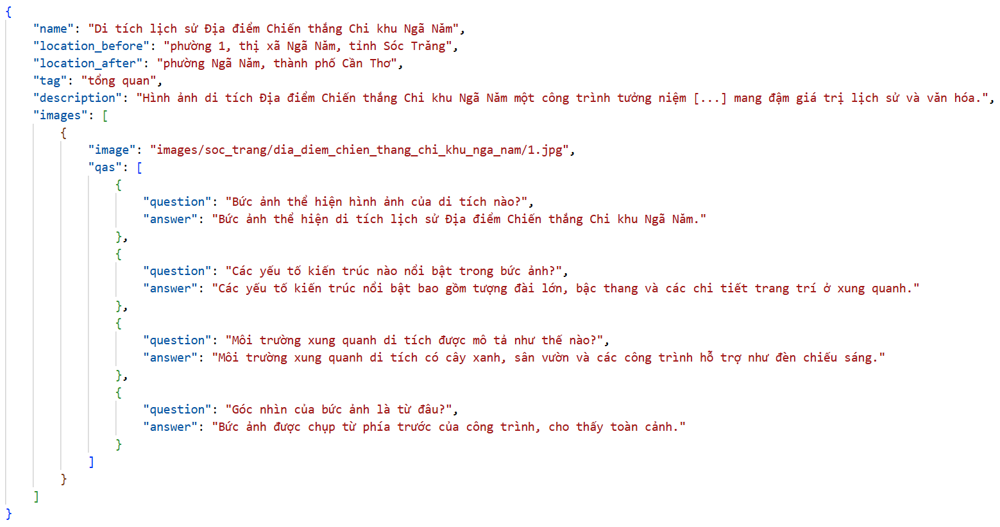 {
"name": "Di tích lịch sử Địa điểm Chiến thắng Chi khu Ngã Năm",
"location_before": "phường 1, thị xã Ngã Năm, tỉnh Sóc Trăng",
"location_after": "phường Ngã Năm, thành phố Cần Thơ",
"tag": "tổng quan",
"description": "Hình ảnh di tích Địa điểm Chiến thắng Chi khu Ngã Năm một công trình tưởng niệm [...] mang đậm giá trị lịch sử và văn hóa.",
"images": [
{
"image": "images/soc_trang/dia_diem_chien_thang_chi_khu_nga_nam/1.jpg",
"qas": [
{
"question": "Bức ảnh thể hiện hình ảnh của di tích nào?",
"answer": "Bức ảnh thể hiện di tích lịch sử Địa điểm Chiến thắng Chi khu Ngã Năm."
},
{
"question": "Các yếu tố kiến trúc nào nổi bật trong bức ảnh?",
"answer": "Các yếu tố kiến trúc nổi bật bao gồm tượng đài lớn, bậc thang và các chi tiết trang trí ở xung quanh."
},
{
"question": "Môi trường xung quanh di tích được mô tả như thế nào?",
"answer": "Môi trường xung quanh di tích có cây xanh, sân vườn và các công trình hỗ trợ như đèn chiếu sáng."
},
{
"question": "Góc nhìn của bức ảnh là từ đâu?",
"answer": "Bức ảnh được chụp từ phía trước của công trình, cho thấy toàn cảnh."
}
]
}
]
}